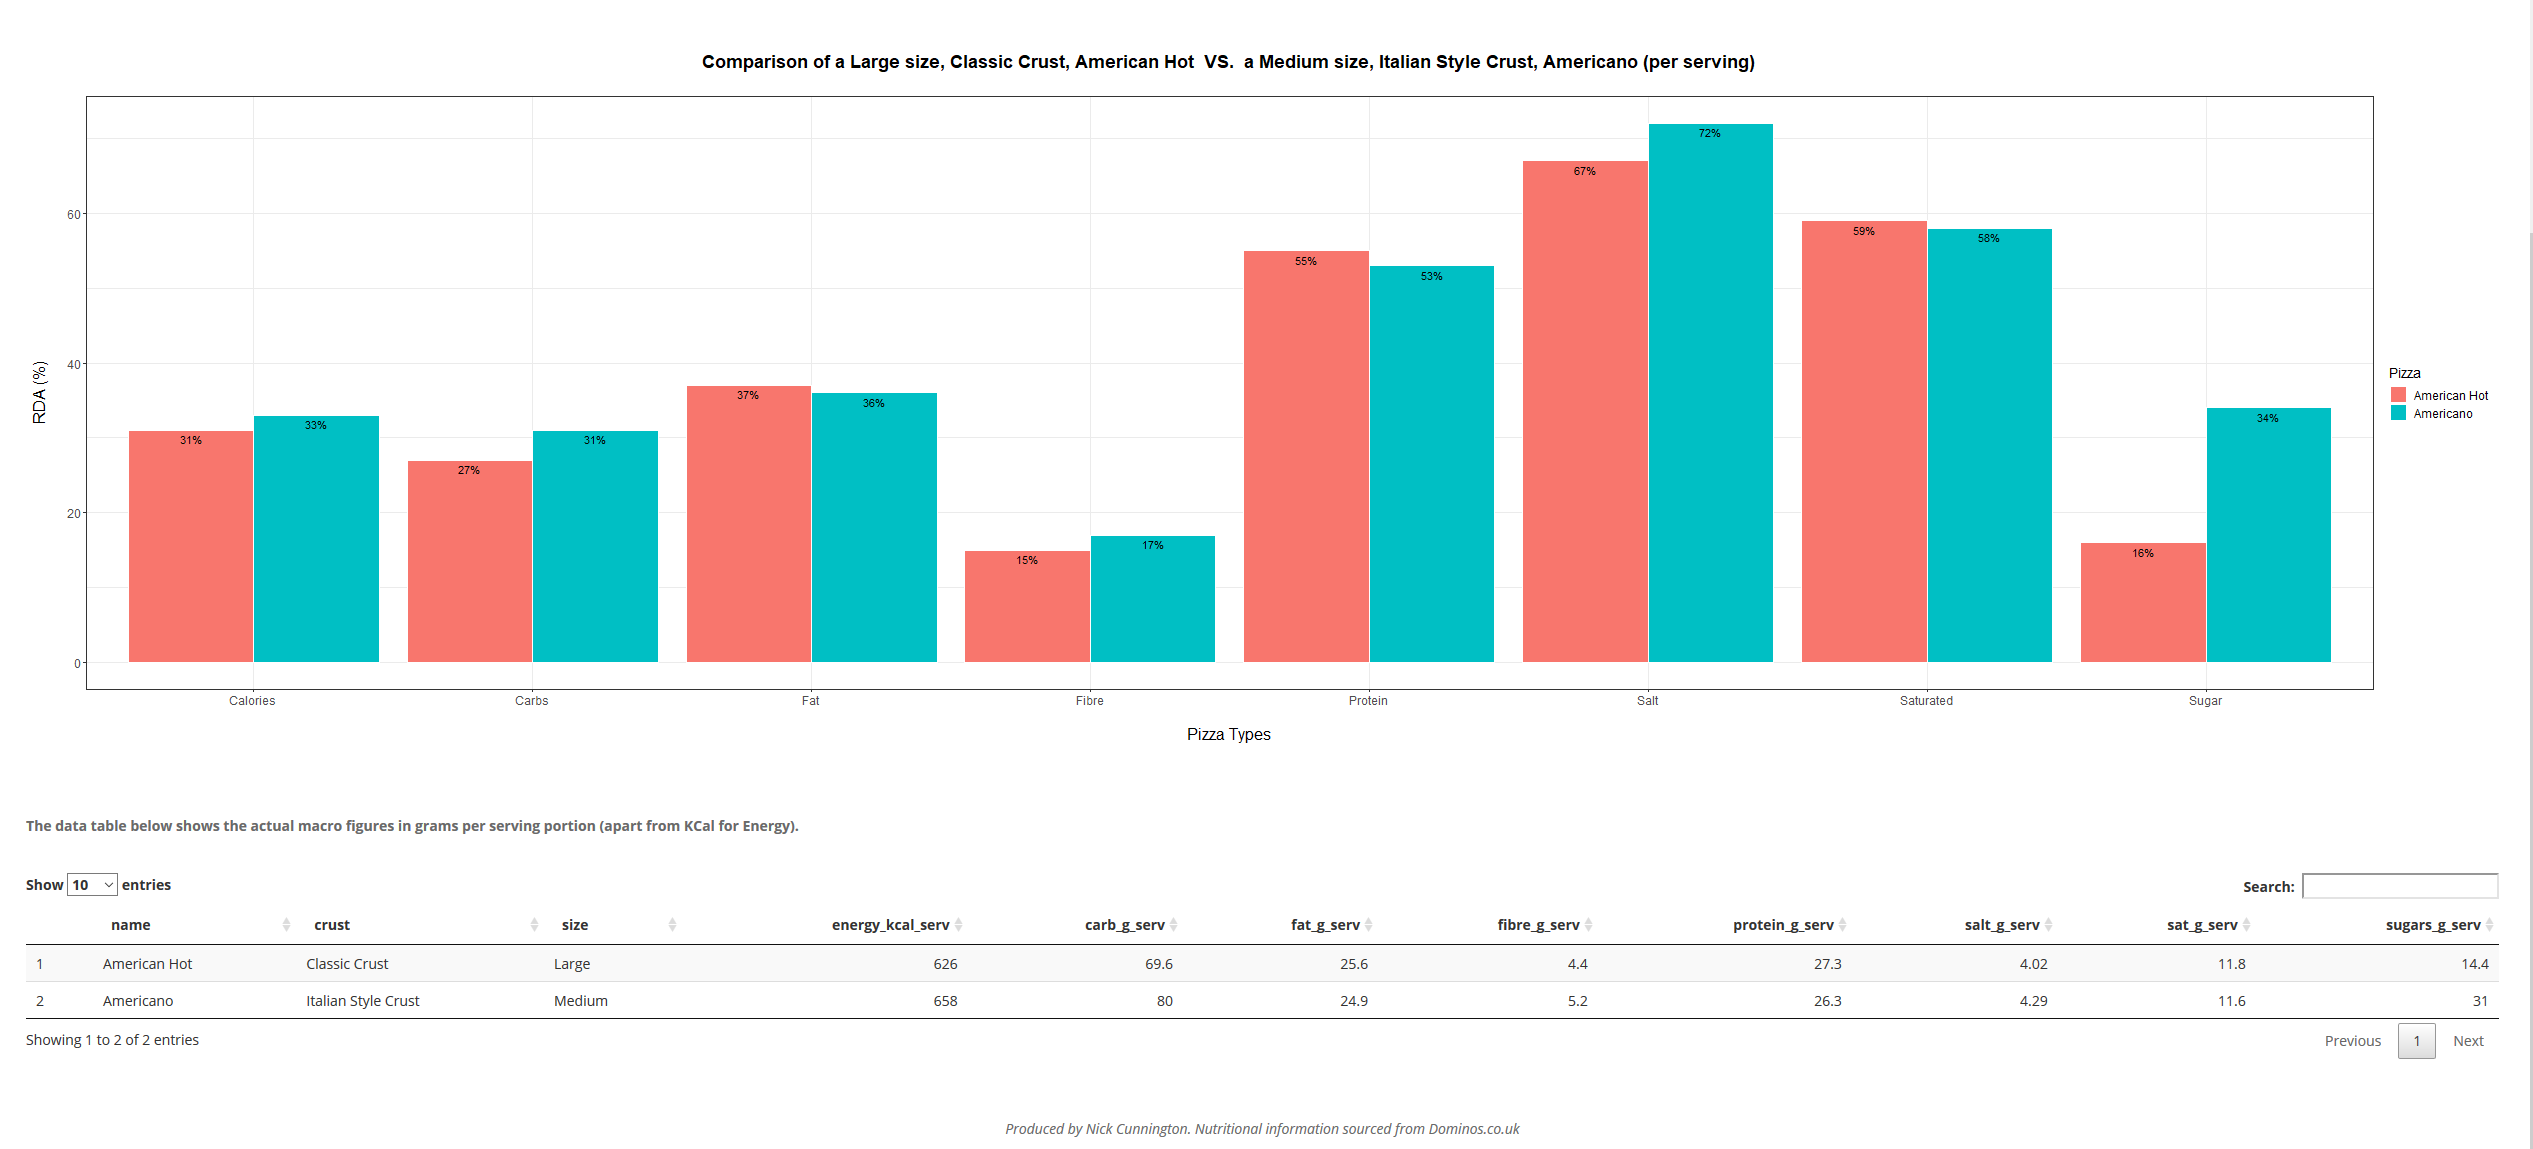 Comparison of a Large size, Classic Crust, American Hot  VS.  a Medium size, Italian Style Crust, Americano (per serving)
RDA (%)
60
40
20
0
31%
33%
27%
31%
37%
36%
15%
17%
55%
53%
67%
72%
59%
58%
16%
34%
Calories Carbs Fat Fibre Protein Salt Saturated Sugar
Pizza Types
Pizza
American Hot
Americano
The data table below shows the actual macro figures in grams per serving portion (apart from KCal for Energy).
Show 10 entries Search:
name crust size energy_kcal_serv carb_g_serv fat_g_serv fibre_g_serv protein_g_serv salt_g_serv sat_g_serv sugars_g_serv
1 American Hot Classic Crust Large 626 69.6 25.6 4.4 27.3 4.02 11.8 14.4
2 Americano Italian Style Crust Medium 658 80 24.9 5.2 26.3 4.29 11.6 31
Showing 1 to 2 of 2 entries Previous 1 Next
Produced by Nick Cunnington. Nutritional information sourced from Dominos.co.uk